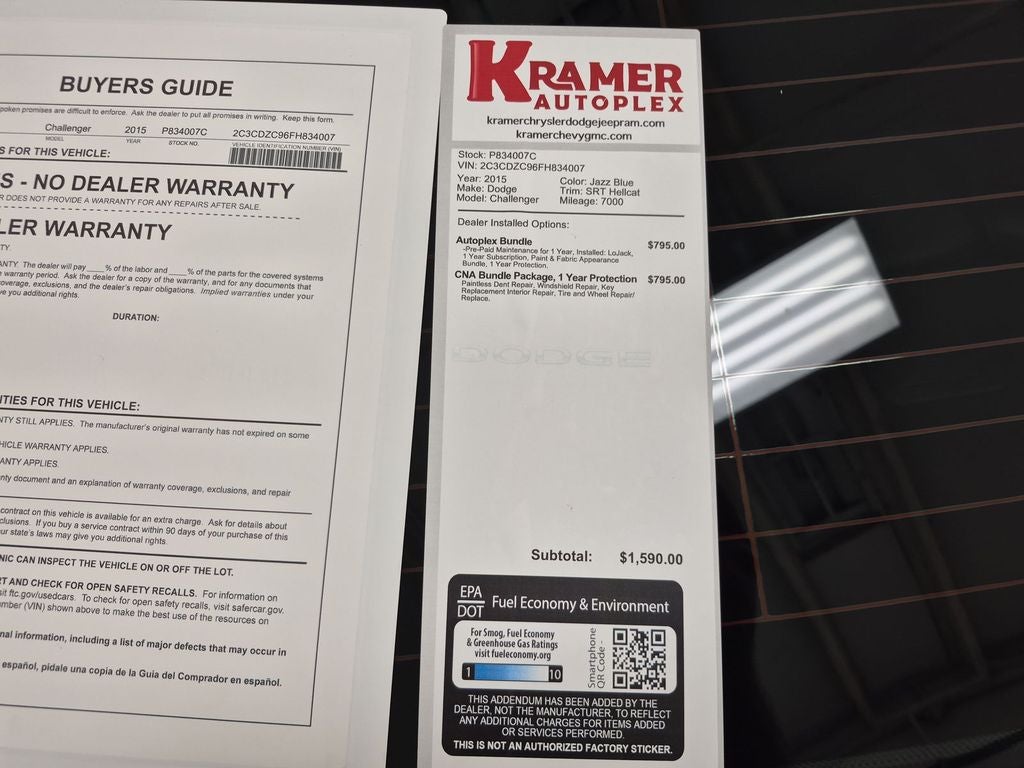 BUYERS GUIDE
poken promises are difficult to enforce. Ask the dealer to put all promises in writing. Keep this form.
Challenger 2015 P834007C 2C3CDZC96FH834007
MODEL YEAR STOCK NO. VEHICLE IDENTIFICATION NUMBER (VIN)
S FOR THIS VEHICLE:
S - NO DEALER WARRANTY
R DOES NOT PROVIDE A WARRANTY FOR ANY REPAIRS AFTER SALE.
LER WARRANTY
TY.
ANTY. The dealer will pay ____% of the labor and ____% of the parts for the covered systems
e warranty period. Ask the dealer for a copy of the warranty, and for any documents that
overage, exclusions, and the dealer's repair obligations. Implied warranties under your
ve you additional rights.
DURATION:
ITIES FOR THIS VEHICLE:
NTY STILL APPLIES. The manufacturer's original warranty has not expired on some
HICLE WARRANTY APPLIES.
ANTY APPLIES.
nty document and an explanation of warranty coverage, exclusions, and repair
contract on this vehicle is available for an extra charge. Ask for details about
clusions. If you buy a service contract within 90 days of your purchase of this
ur state's laws may give you additional rights.
NIC CAN INSPECT THE VEHICLE ON OR OFF THE LOT.
RT AND CHECK FOR OPEN SAFETY RECALLS. For information on
sit ftc.gov/usedcars. To check for open safety recalls, visit safercar.gov.
mber (VIN) shown above to make the best use of the resources on
nal information, including a list of major defects that may occur in
español, pidale una copia de la Guia del Comprador en español.
KRAMER
AUTOPLEX
kramerchryslerdodgejeepram.com
kramerchevygmc.com
Stock: P834007C
VIN: 2C3CDZC96FH834007
Year: 2015 Color: Jazz Blue
Make: Dodge Trim: SRT Hellcat
Model: Challenger Mileage: 7000
Dealer Installed Options:
Autoplex Bundle $795.00
-Pre-Paid Maintenance for 1 Year, Installed: LoJack,
1 Year Subscription, Paint & Fabric Appearance
Bundle, 1 Year Protection.
CNA Bundle Package, 1 Year Protection $795.00
Paintless Dent Repair, Windshield Repair, Key
Replacement Interior Repair, Tire and Wheel Repair/
Replace.
DODGE
Subtotal: $1,590.00
EPA
DOT Fuel Economy & Environment
For Smog, Fuel Economy
& Greenhouse Gas Ratings
visit fueleconomy.org
1 10
Smartphone
QR Code -
THIS ADDENDUM HAS BEEN ADDED BY THE
DEALER, NOT THE MANUFACTURER, TO REFLECT
ANY ADDITIONAL CHARGES FOR ITEMS ADDED
OR SERVICES PERFORMED.
THIS IS NOT AN AUTHORIZED FACTORY STICKER.